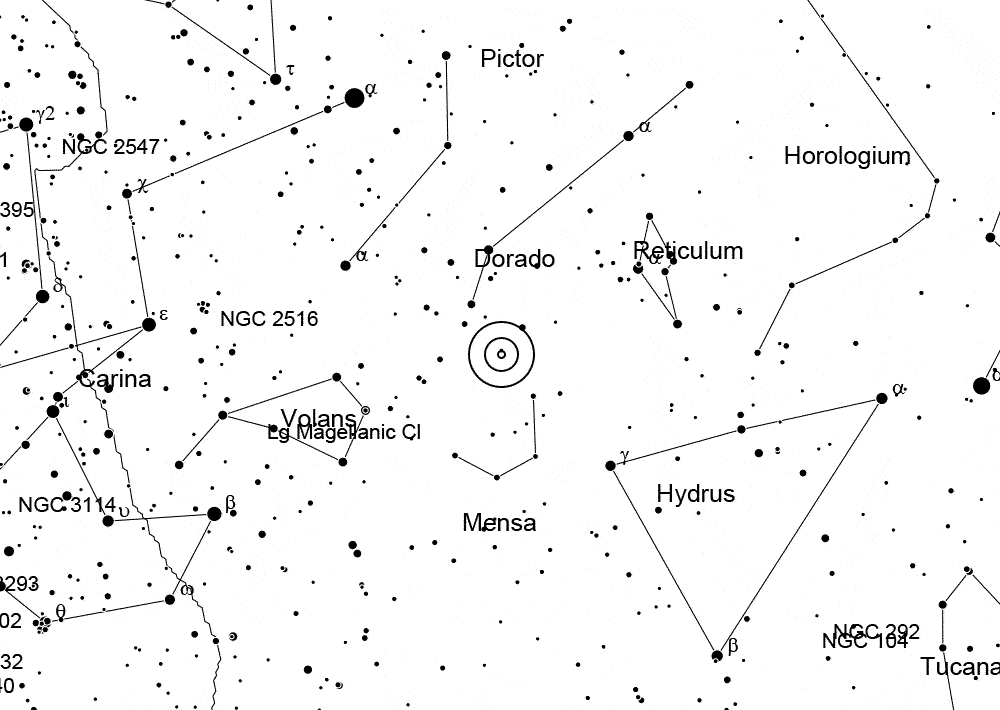 Pictor
τ
α
γ2
α
NGC 2547
Horologium
χ
395
Reticulum
α
α
Dorado
1
δ
ε
NGC 2516
Carina
α
α
ι
Volans
Lg Magellanic Cl
γ
Hydrus
NGC 3114
υ
β
Mensa
3293
ω
θ
02
NGC 292
NGC 104
β
32
Tucana
40